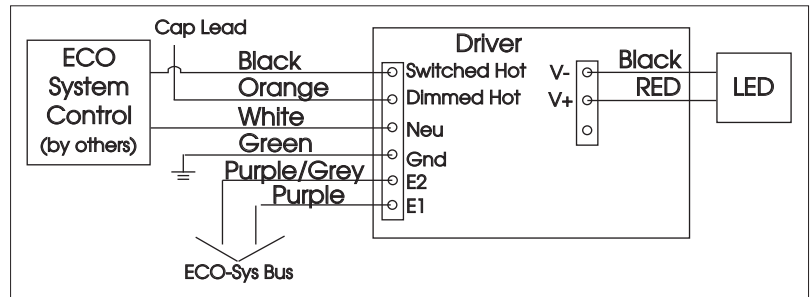 Cap Lead
ECO
System
Control
(by others)
Black
Orange
White
Green
Purple/Grey
Purple
ECO-Sys Bus
Driver
Switched Hot
Dimmed Hot
Neu
Gnd
E2
E1
V-
V+
Black
RED
LED